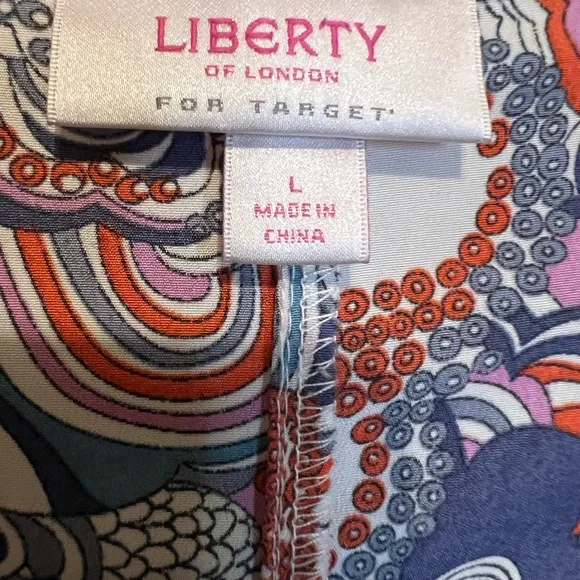 LIBERTY
OF LONDON
FOR TARGET
L
MADE IN
CHINA